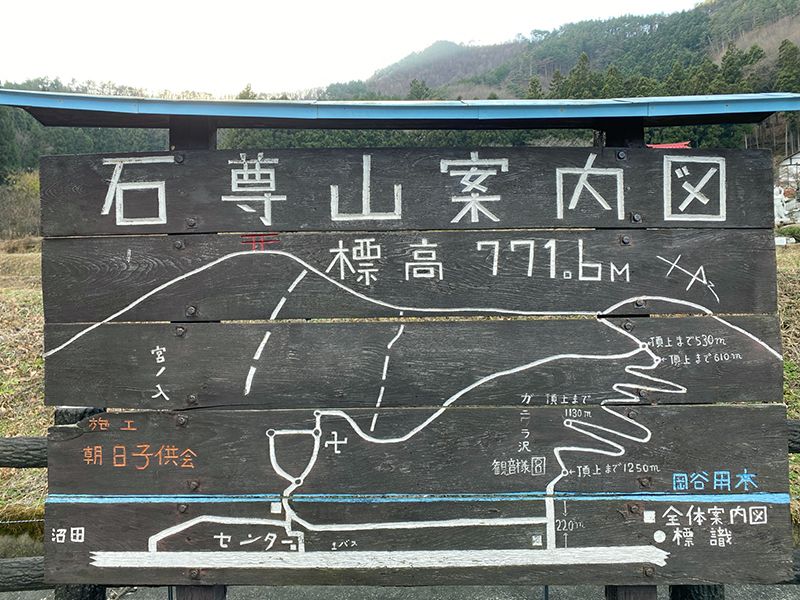 石尊山案内図
標高 771.6M
頂上まで530m
頂上まで610m
宮ノ入
頂上まで
1130m
施工
朝日子供会
卍
観音様
頂上まで1250m
岡谷用水
220m
全体案内図
標識
沼田
センター
バス